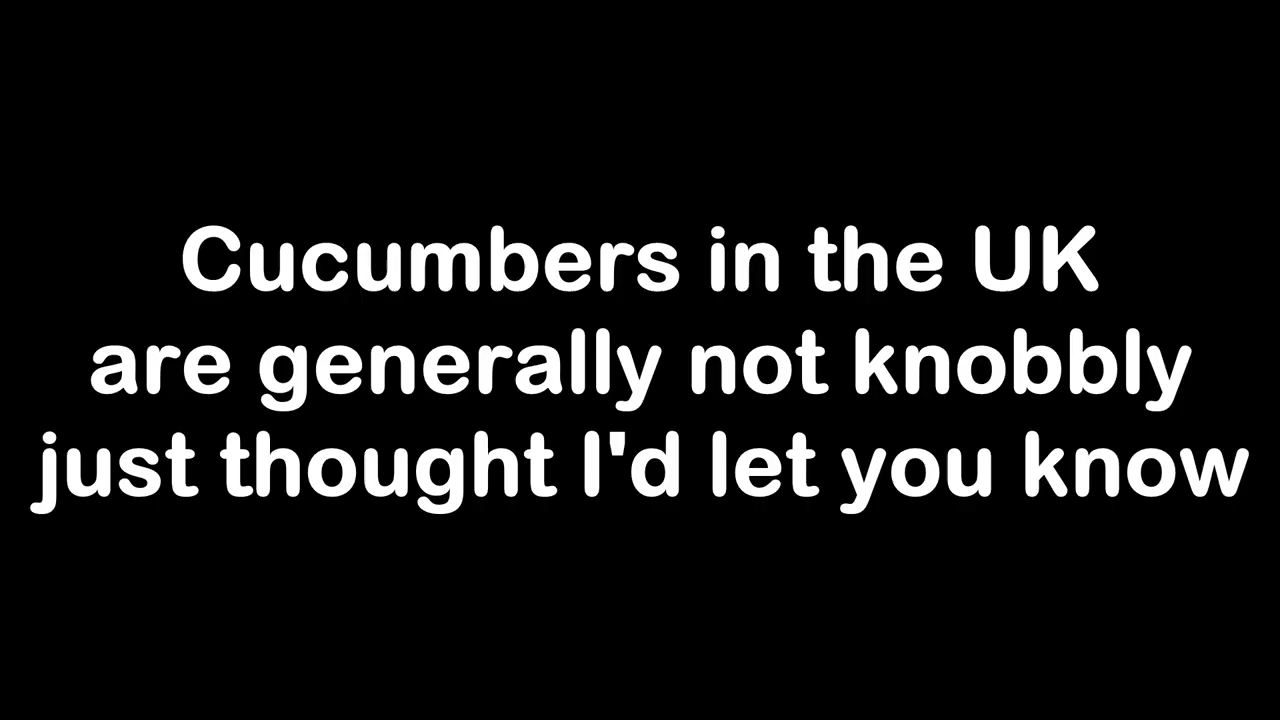 Cucumbers in the UK
are generally not knobbly
just thought I'd let you know